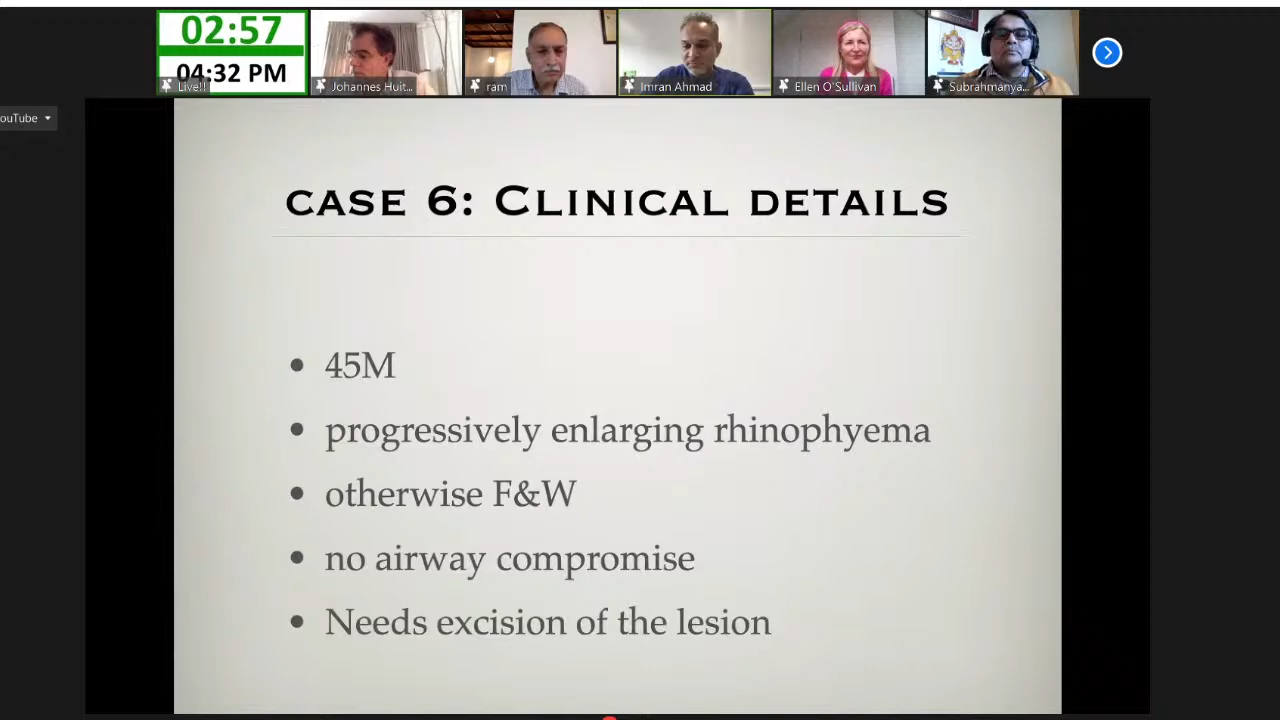 02:57
04:32 PM
Live!!
Johannes Huit...
ram
Imran Ahmad
Ellen O'Sullivan
Subrahmanya...
ouTube
CASE 6: CLINICAL DETAILS
• 45M
• progressively enlarging rhinophyema
• otherwise F&W
• no airway compromise
• Needs excision of the lesion